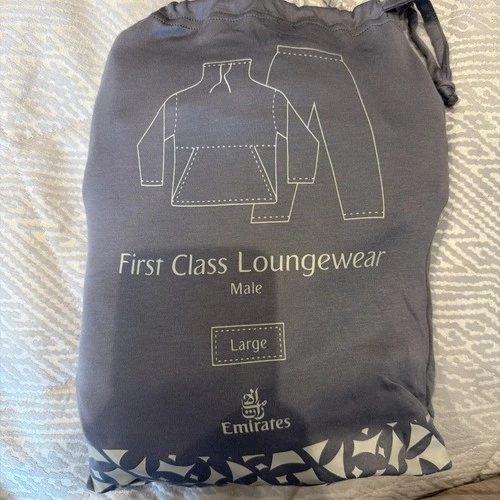 First Class Loungewear
Male
Large
Emirates